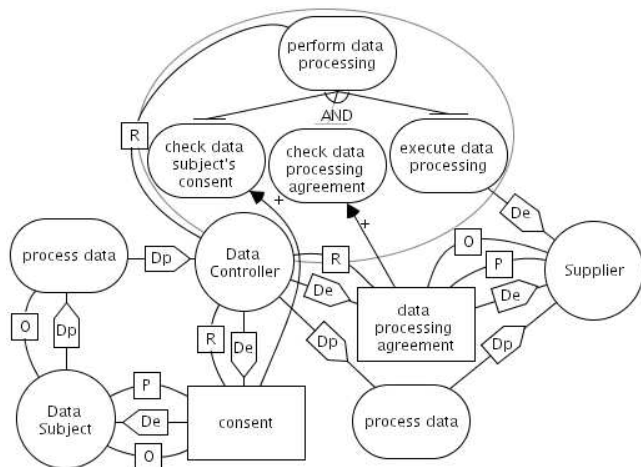 perform data
processing
R
AND
check data
subject's
consent
check data
processing
agreement
execute data
processing
+
+
De
process data
Dp
Data
Controller
R
De
O
P
De
Supplier
data
processing
agreement
O
Dp
R
De
Dp
Dp
Data
Subject
P
De
O
consent
process data